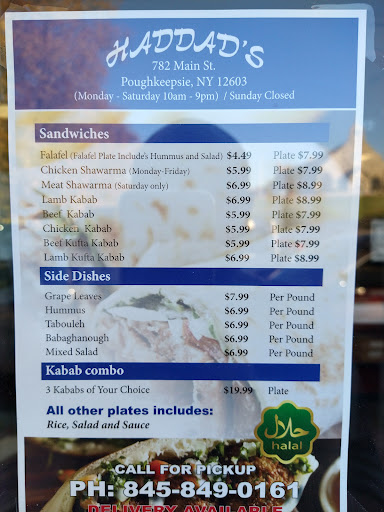 HADDAD'S
782 Main St.
Poughkeepsie, NY 12603
(Monday - Saturday 10am - 9pm) / Sunday Closed
Sandwiches
Falafel (Falafel Plate Include's Hummus and Salad) $4.49 Plate $7.99
Chicken Shawarma (Monday-Friday) $5.99 Plate $7.99
Meat Shawarma (Saturday only) $6.99 Plate $8.99
Lamb Kabab $6.99 Plate $8.99
Beef Kabab $5.99 Plate $7.99
Chicken Kabab $5.99 Plate $7.99
Beef Kufta Kabab $5.99 Plate $7.99
Lamb Kufta Kabab $6.99 Plate $8.99
Side Dishes
Grape Leaves $7.99 Per Pound
Hummus $6.99 Per Pound
Tabouleh $6.99 Per Pound
Babaghanough $6.99 Per Pound
Mixed Salad $6.99 Per Pound
Kabab combo
3 Kababs of Your Choice $19.99 Plate
All other plates includes:
Rice, Salad and Sauce
حلال
halal
CALL FOR PICKUP
PH: 845-849-0161
DELIVERY AVAILABLE